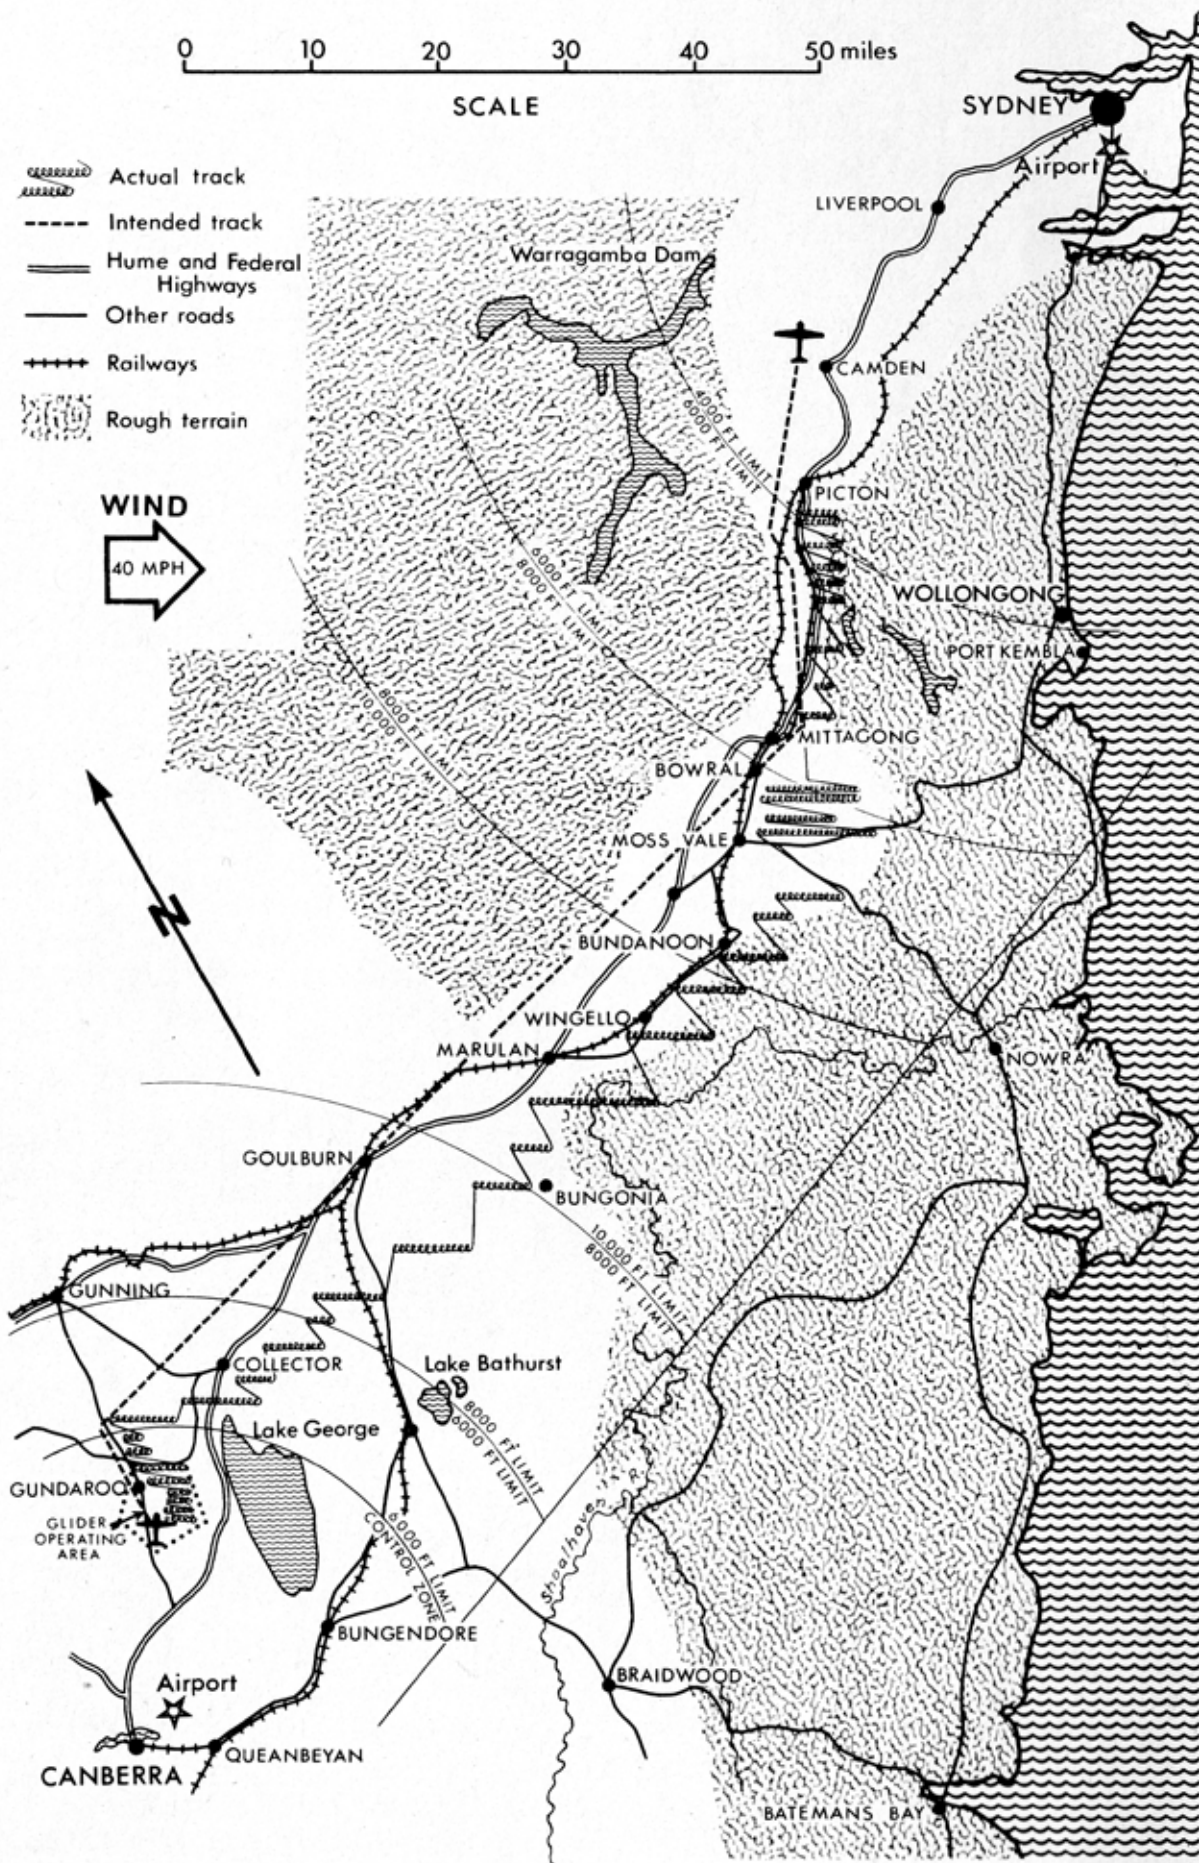 0 10 20 30 40 50 miles
SCALE
SYDNEY
Airport
Actual track
Intended track
Hume and Federal
Highways
Other roads
Railways
Rough terrain
LIVERPOOL
Warragamba Dam
CAMDEN
4000 FT LIMIT
6000 FT LIMIT
PICTON
WIND
40 MPH
6000 FT LIMIT
8000 FT LIMIT
WOLLONGONG
PORT KEMBLA
8000 FT LIMIT
10,000 FT LIMIT
MITTAGONG
BOWRAL
MOSS VALE
N
BUNDANOON
WINGELLO
MARULAN
NOWRA
GOULBURN
BUNGONIA
10,000 FT LIMIT
8000 FT LIMIT
GUNNING
COLLECTOR
Lake Bathurst
8000 FT LIMIT
6000 FT LIMIT
Lake George
GUNDAROO
GLIDER
OPERATING
AREA
Shoalhaven R.
6000 FT LIMIT
CONTROL ZONE
BUNGENDORE
BRAIDWOOD
Airport
QUEANBEYAN
CANBERRA
BATEMANS BAY